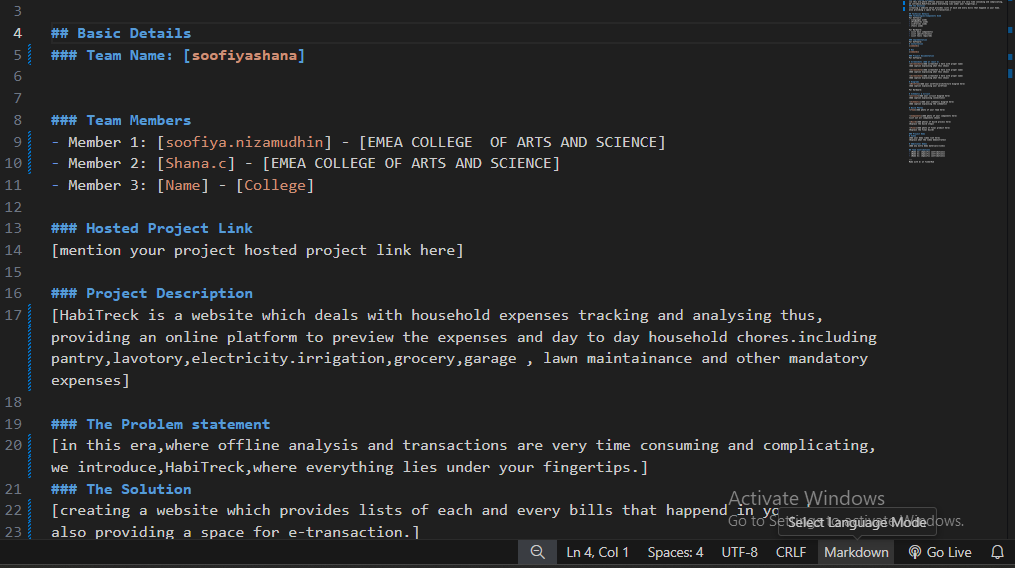 3
4 ## Basic Details
5 ### Team Name: [soofiyashana]
6
7
8 ### Team Members
9 - Member 1: [soofiya.nizamudhin] - [EMEA COLLEGE  OF ARTS AND SCIENCE]
10 - Member 2: [Shana.c] - [EMEA COLLEGE OF ARTS AND SCIENCE]
11 - Member 3: [Name] - [College]
12
13 ### Hosted Project Link
14 [mention your project hosted project link here]
15
16 ### Project Description
17 [HabiTreck is a website which deals with household expenses tracking and analysing thus,
providing an online platform to preview the expenses and day to day household chores.including
pantry,lavotory,electricity.irrigation,grocery,garage , lawn maintainance and other mandatory
expenses]
18
19 ### The Problem statement
20 [in this era,where offline analysis and transactions are very time consuming and complicating,
we introduce,HabiTreck,where everything lies under your fingertips.]
21 ### The Solution
22 [creating a website which provides lists of each and every bills that happend in
23 also providing a space for e-transaction.]
Activate Windows
Go to Settings to activate Windows.
Select Language Mode
Ln 4, Col 1 Spaces: 4 UTF-8 CRLF Markdown Go Live